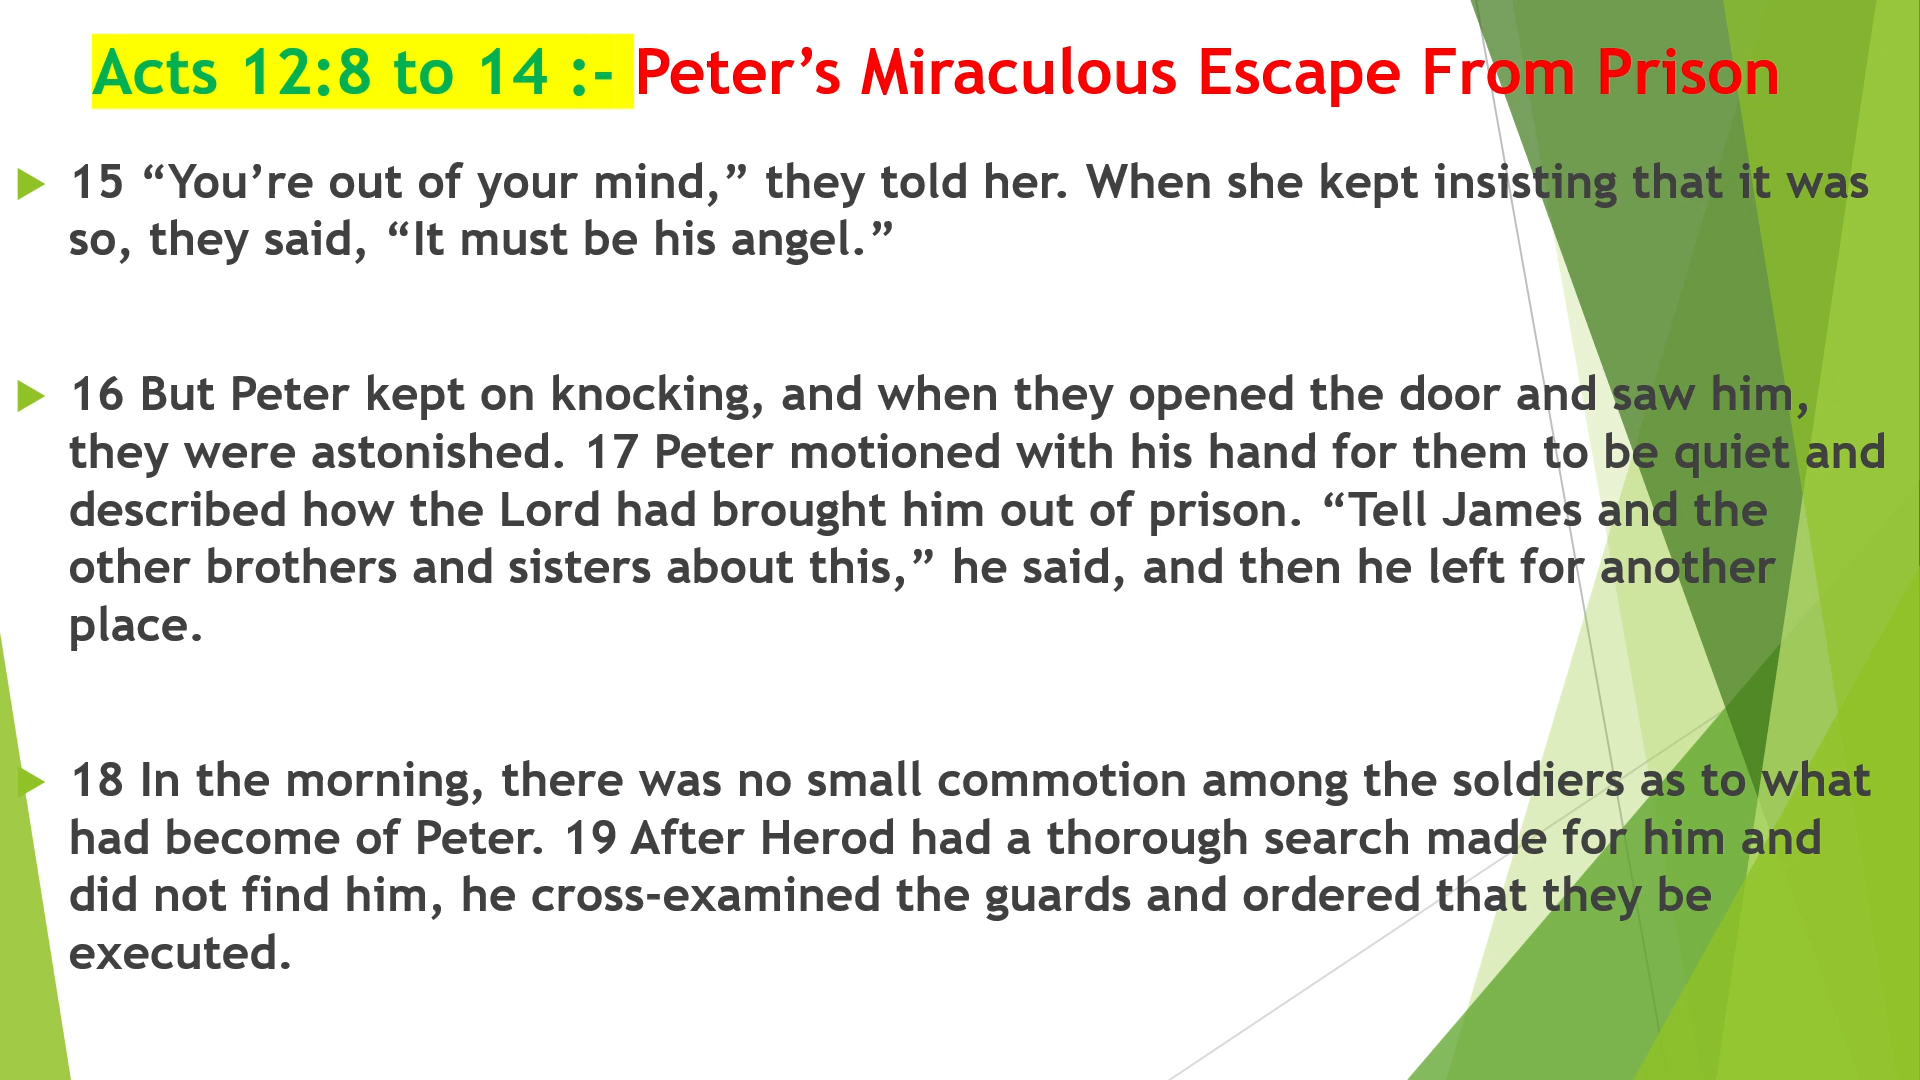 Acts 12:8 to 14 :- Peter’s Miraculous Escape From Prison
15 “You’re out of your mind,” they told her. When she kept insisting that it was
so, they said, “It must be his angel.”
16 But Peter kept on knocking, and when they opened the door and saw him,
they were astonished. 17 Peter motioned with his hand for them to be quiet and
described how the Lord had brought him out of prison. “Tell James and the
other brothers and sisters about this,” he said, and then he left for another
place.
18 In the morning, there was no small commotion among the soldiers as to what
had become of Peter. 19 After Herod had a thorough search made for him and
did not find him, he cross-examined the guards and ordered that they be
executed.